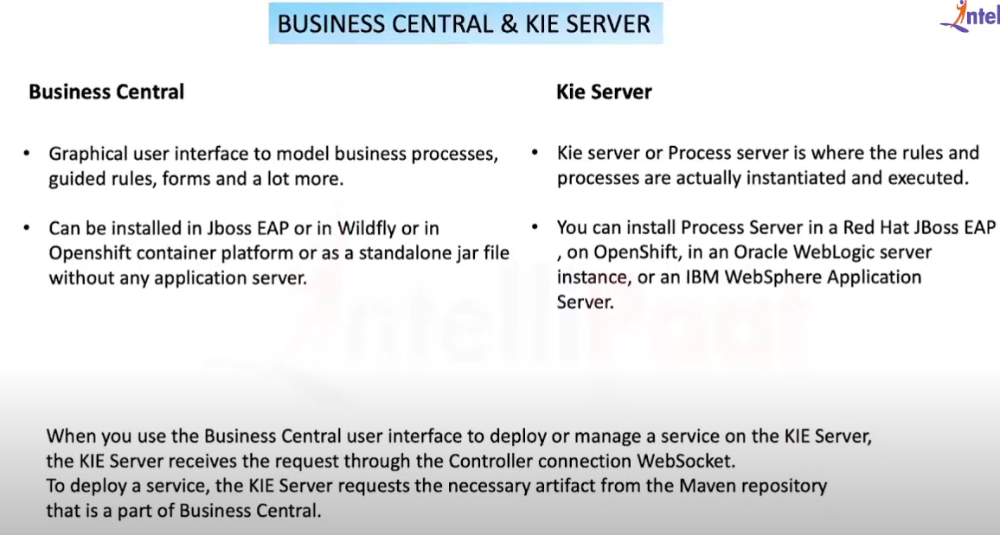 BUSINESS CENTRAL & KIE SERVER
ntel
Business Central
• Graphical user interface to model business processes,
guided rules, forms and a lot more.
• Can be installed in Jboss EAP or in Wildfly or in
Openshift container platform or as a standalone jar file
without any application server.
Kie Server
• Kie server or Process server is where the rules and
processes are actually instantiated and executed.
• You can install Process Server in a Red Hat JBoss EAP
, on OpenShift, in an Oracle WebLogic server
instance, or an IBM WebSphere Application
Server.
IntelliPaat
When you use the Business Central user interface to deploy or manage a service on the KIE Server,
the KIE Server receives the request through the Controller connection WebSocket.
To deploy a service, the KIE Server requests the necessary artifact from the Maven repository
that is a part of Business Central.